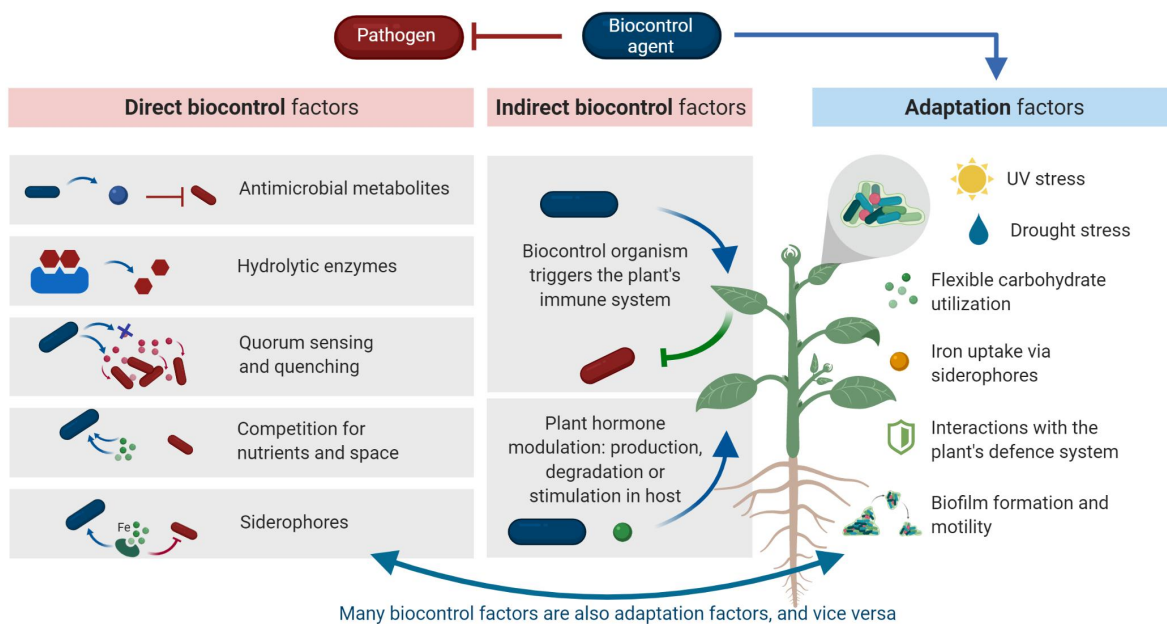 Pathogen
Biocontrol
agent
Direct biocontrol factors
Indirect biocontrol factors
Adaptation factors
Antimicrobial metabolites
Hydrolytic enzymes
Quorum sensing
and quenching
Competition for
nutrients and space
Fe
Siderophores
Biocontrol organism
triggers the plant's
immune system
Plant hormone
modulation: production,
degradation or
stimulation in host
UV stress
Drought stress
Flexible carbohydrate
utilization
Iron uptake via
siderophores
Interactions with the
plant's defence system
Biofilm formation and
motility
Many biocontrol factors are also adaptation factors, and vice versa